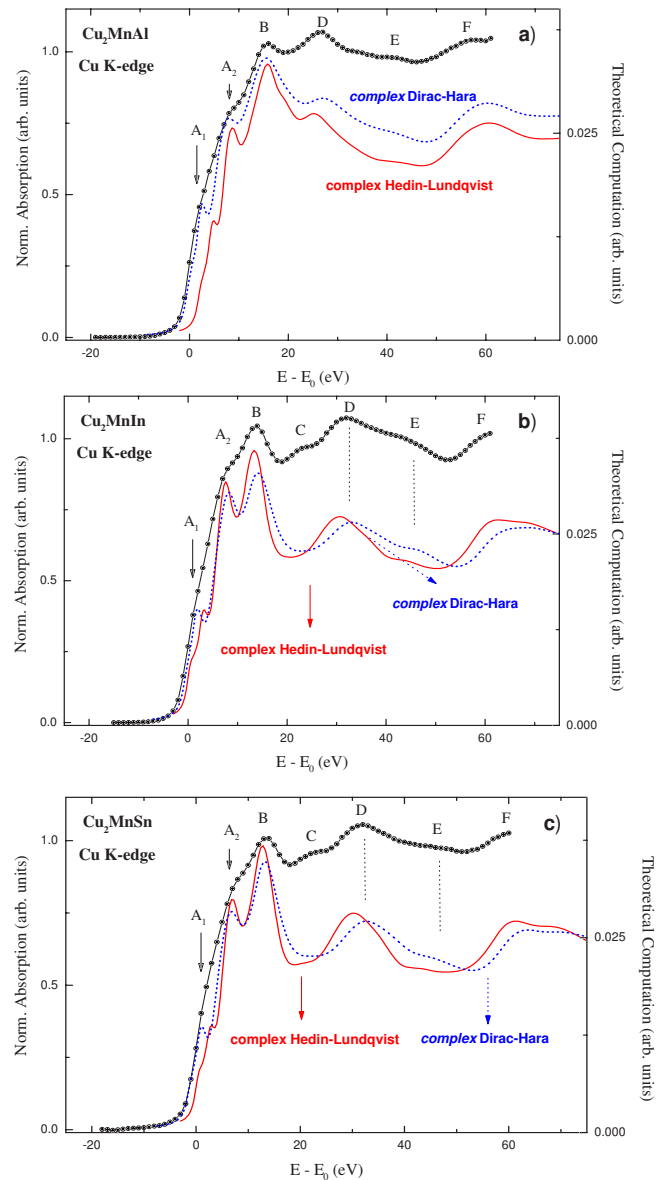 Cu2MnAl
Cu K-edge
B
D
a)
A2
E
F
A1
complex Dirac-Hara
complex Hedin-Lundqvist
1.0
0.5
0.0
0.025
0.000
-20
0
20
40
60
Norm. Absorption (arb. units)
Theoretical Computation (arb. units)
E - E0 (eV)
Cu2MnIn
Cu K-edge
B
D
b)
A2
C
E
F
A1
complex Dirac-Hara
complex Hedin-Lundqvist
1.0
0.5
0.0
0.025
0.000
-20
0
20
40
60
Norm. Absorption (arb. units)
Theoretical Computation (arb. units)
E - E0 (eV)
Cu2MnSn
Cu K-edge
B
D
c)
A2
C
E
F
A1
complex Hedin-Lundqvist
complex Dirac-Hara
1.0
0.5
0.0
0.025
0.000
-20
0
20
40
60
Norm. Absorption (arb. units)
Theoretical Computation (arb. units)
E - E0 (eV)